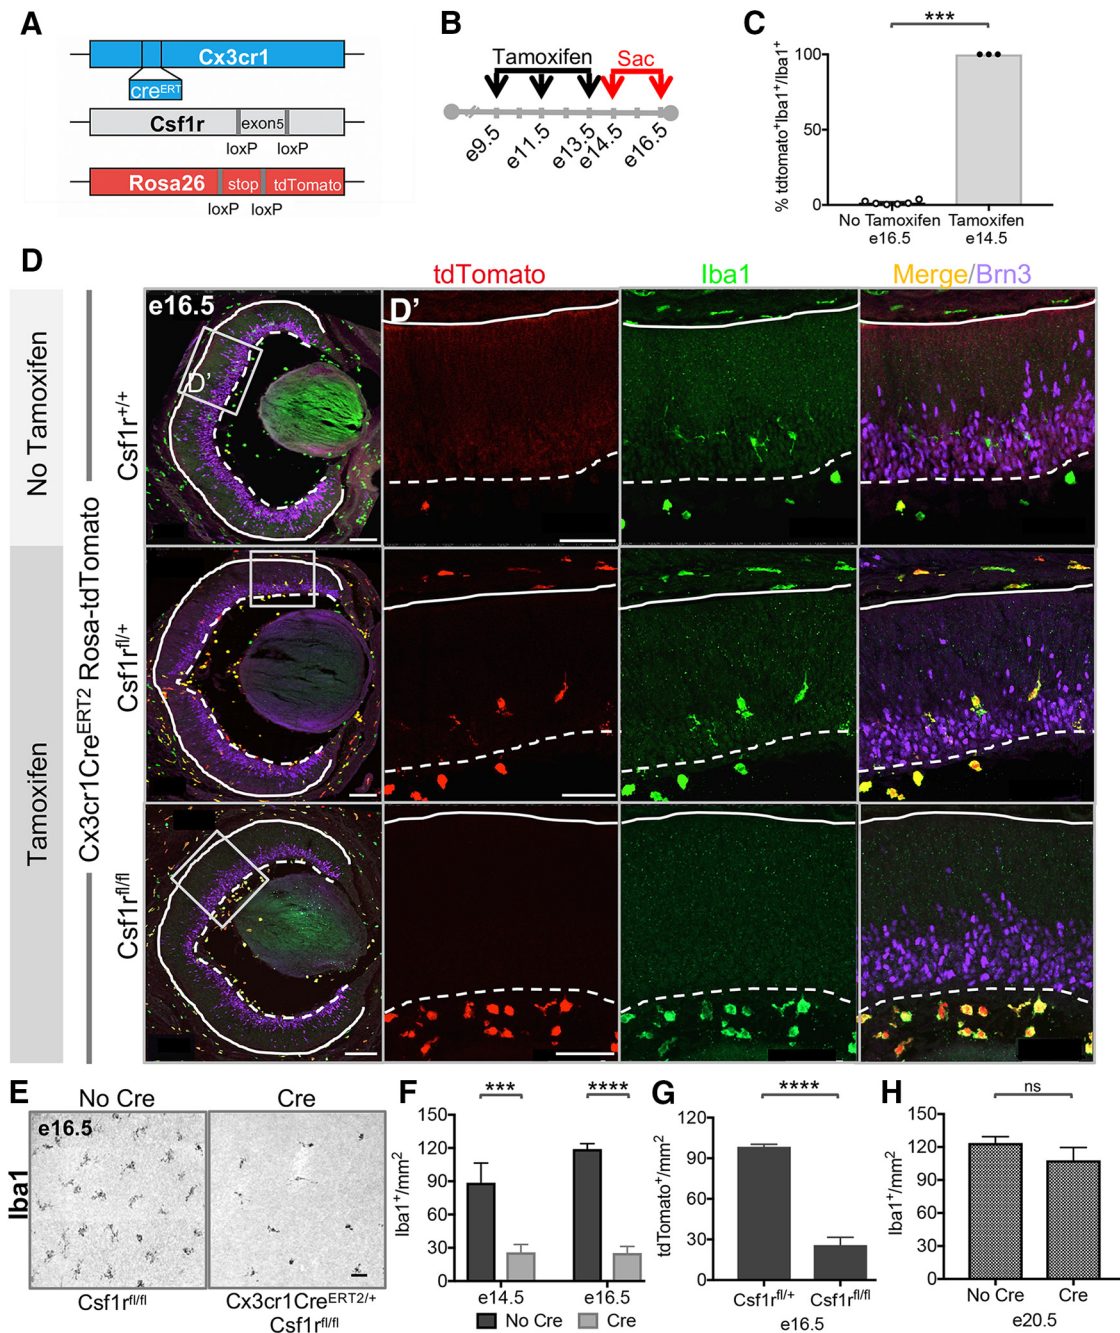 A
Cx3cr1
cre^ERT
Csf1r
exon5
loxP loxP
Rosa26 stop tdTomato
loxP loxP
B
Tamoxifen Sac
e9.5 e11.5 e13.5 e14.5 e16.5
C
***
% tdtomato⁺Iba1⁺/Iba1⁺
100
50
0
No Tamoxifen Tamoxifen
e16.5 e14.5
D
tdTomato Iba1 Merge/Brn3
No Tamoxifen
Tamoxifen
Cx3cr1Cre^ERT2 Rosa-tdTomato
Csf1r^+/+
Csf1r^fl/+
Csf1r^fl/fl
e16.5
D'
D'
E
No Cre Cre
e16.5
Iba1
Csf1r^fl/fl
Cx3cr1Cre^ERT2/+
Csf1r^fl/fl
F
*** ****
Iba1⁺/mm²
150
120
90
60
30
0
e14.5 e16.5
No Cre Cre
G
****
tdTomato⁺/mm²
120
90
60
30
0
Csf1r^fl/+ Csf1r^fl/fl
e16.5
H
ns
Iba1⁺/mm²
150
120
90
60
30
0
No Cre Cre
e20.5